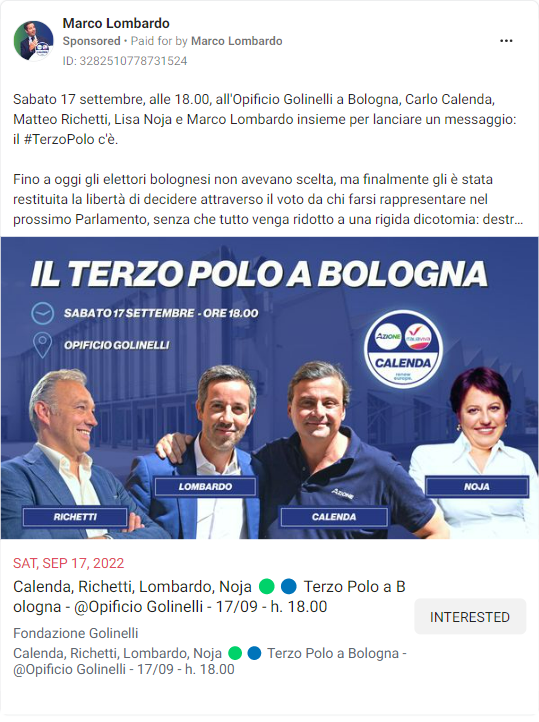 Marco Lombardo
Sponsored • Paid for by Marco Lombardo
ID: 3282510778731524
Sabato 17 settembre, alle 18.00, all'Opificio Golinelli a Bologna, Carlo Calenda,
Matteo Richetti, Lisa Noja e Marco Lombardo insieme per lanciare un messaggio:
il #TerzoPolo c'è.
Fino a oggi gli elettori bolognesi non avevano scelta, ma finalmente gli è stata
restituita la libertà di decidere attraverso il voto da chi farsi rappresentare nel
prossimo Parlamento, senza che tutto venga ridotto a una rigida dicotomia: destr...
IL TERZO POLO A BOLOGNA
SABATO 17 SETTEMBRE - ORE 18.00
OPIFICIO GOLINELLI
AZIONE
ITALIA VIVA
CALENDA
renew
europe.
AZIONE
RICHETTI
LOMBARDO
CALENDA
NOJA
SAT, SEP 17, 2022
Calenda, Richetti, Lombardo, Noja 🟢🔵 Terzo Polo a B
ologna - @Opificio Golinelli - 17/09 - h. 18.00
INTERESTED
Fondazione Golinelli
Calenda, Richetti, Lombardo, Noja 🟢🔵 Terzo Polo a Bologna -
@Opificio Golinelli - 17/09 - h. 18.00